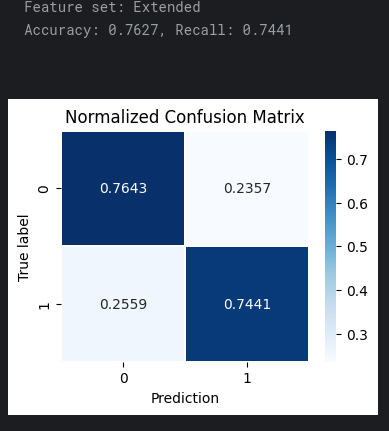 Feature set: Extended
Accuracy: 0.7627, Recall: 0.7441
Normalized Confusion Matrix
0.7643 0.2357
0.2559 0.7441
0
1
True label
0 1
Prediction
0.7
0.6
0.5
0.4
0.3